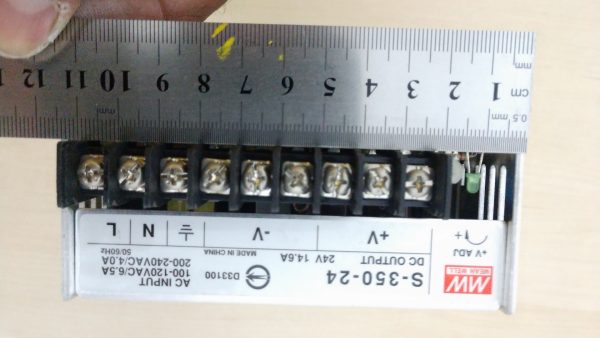 MW
MEAN WELL
S-350-24
DC OUTPUT
24V 14.6A
D33100
MADE IN CHINA
AC INPUT
100-120VAC/6.5A
200-240VAC/4.0A
50/60Hz
+V ADJ
+
+V
-V
N
L
0.5 mm
cm 1 2 3 4 5 6 7 8 9 10 11 12
mm